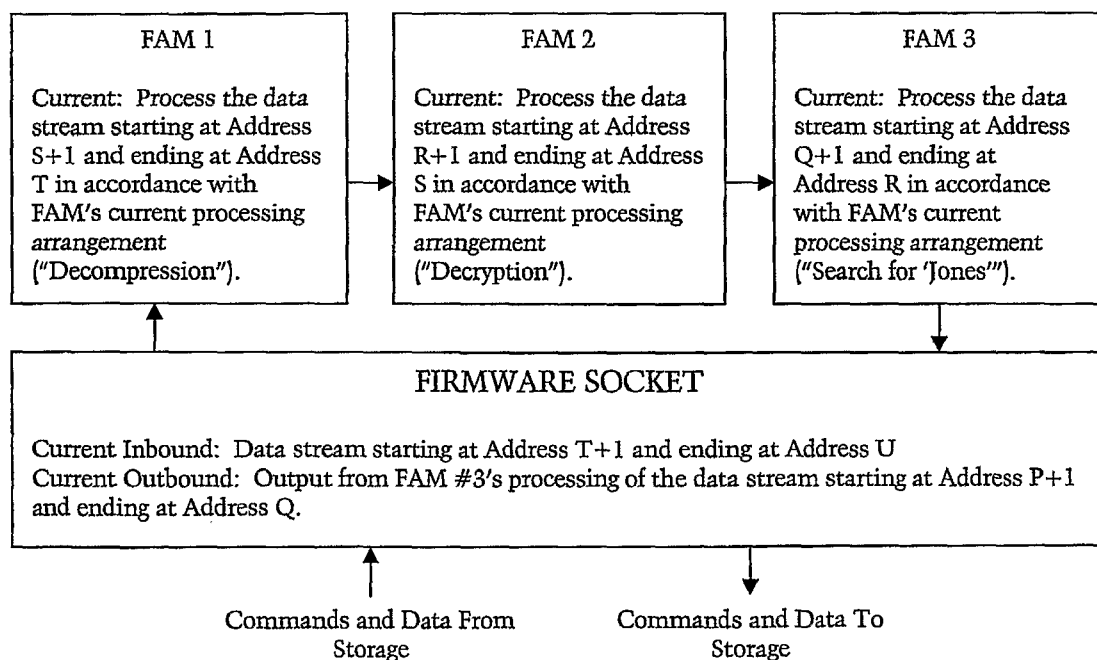 FAM 1
Current: Process the data
stream starting at Address
S+1 and ending at Address
T in accordance with
FAM's current processing
arrangement
("Decompression").
FAM 2
Current: Process the data
stream starting at Address
R+1 and ending at Address
S in accordance with
FAM's current processing
arrangement
("Decryption").
FAM 3
Current: Process the data
stream starting at Address
Q+1 and ending at
Address R in accordance
with FAM's current
processing arrangement
("Search for 'Jones'").
FIRMWARE SOCKET
Current Inbound: Data stream starting at Address T+1 and ending at Address U
Current Outbound: Output from FAM #3's processing of the data stream starting at Address P+1
and ending at Address Q.
Commands and Data From
Storage
Commands and Data To
Storage